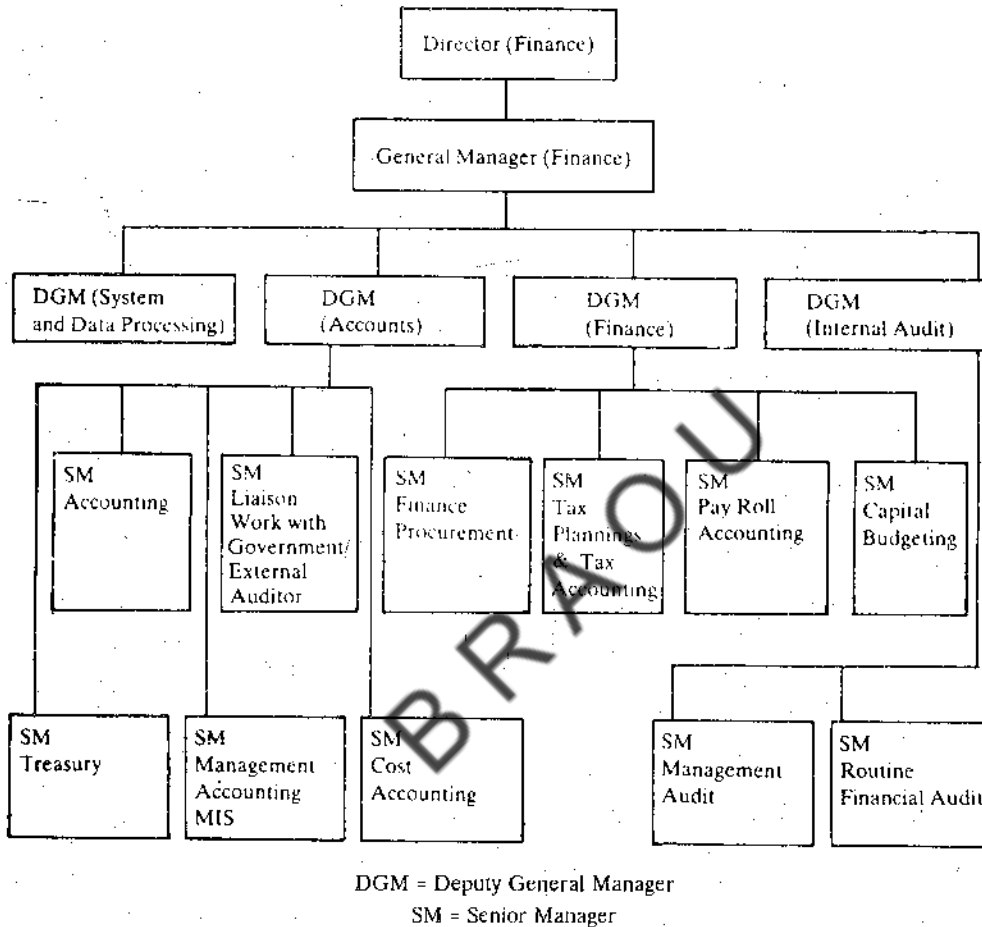 Director (Finance)
General Manager (Finance)
DGM (System
and Data Processing)
DGM
(Accounts)
DGM
(Finance)
DGM
(Internal Audit)
SM
Accounting
SM
Liaison
Work with
Government/
External
Auditor
SM
Finance
Procurement
SM
Tax
Plannings
& Tax
Accounting
SM
Pay Roll
Accounting
SM
Capital
Budgeting
SM
Treasury
SM
Management
Accounting
MIS
SM
Cost
Accounting
SM
Management
Audit
SM
Routine
Financial Audit
BRAOU
DGM = Deputy General Manager
SM = Senior Manager